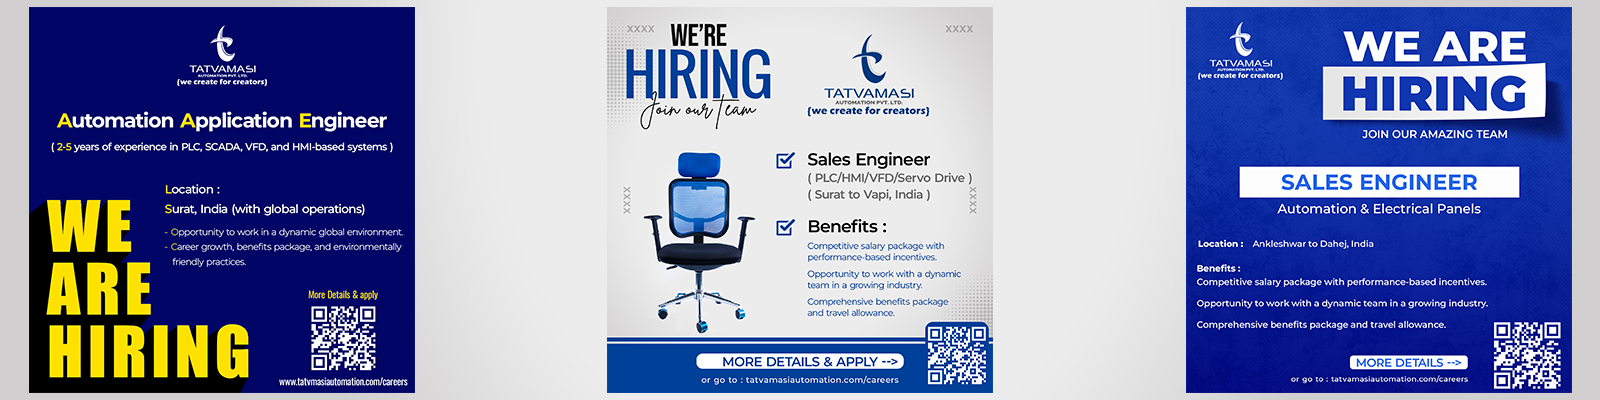 TATVAMASI
AUTOMATION PVT. LTD.
{we create for creators}
Automation Application Engineer
( 2-5 years of experience in PLC, SCADA, VFD, and HMI-based systems )
Location :
Surat, India (with global operations)
- Opportunity to work in a dynamic global environment.
- Career growth, benefits package, and environmentally
friendly practices.
WE
ARE
HIRING
More Details & apply
www.tatvmasiautomation.com/careers
XXXX
WE'RE
HIRING
Join our team
XXXX
TATVAMASI
AUTOMATION PVT. LTD.
{we create for creators}
XXXX
Sales Engineer
( PLC/HMI/VFD/Servo Drive )
( Surat to Vapi, India )
XXXX
Benefits :
Competitive salary package with
performance-based incentives.
Opportunity to work with a dynamic
team in a growing industry.
Comprehensive benefits package
and travel allowance.
MORE DETAILS & APPLY -->
or go to : tatvamasiautomation.com/careers
TATVAMASI
AUTOMATION PVT. LTD.
{we create for creators}
WE ARE
HIRING
JOIN OUR AMAZING TEAM
SALES ENGINEER
Automation & Electrical Panels
Location : Ankleshwar to Dahej, India
Benefits :
Competitive salary package with performance-based incentives.
Opportunity to work with a dynamic team in a growing industry.
Comprehensive benefits package and travel allowance.
MORE DETAILS -->
or go to : tatvamasiautomation.com/careers